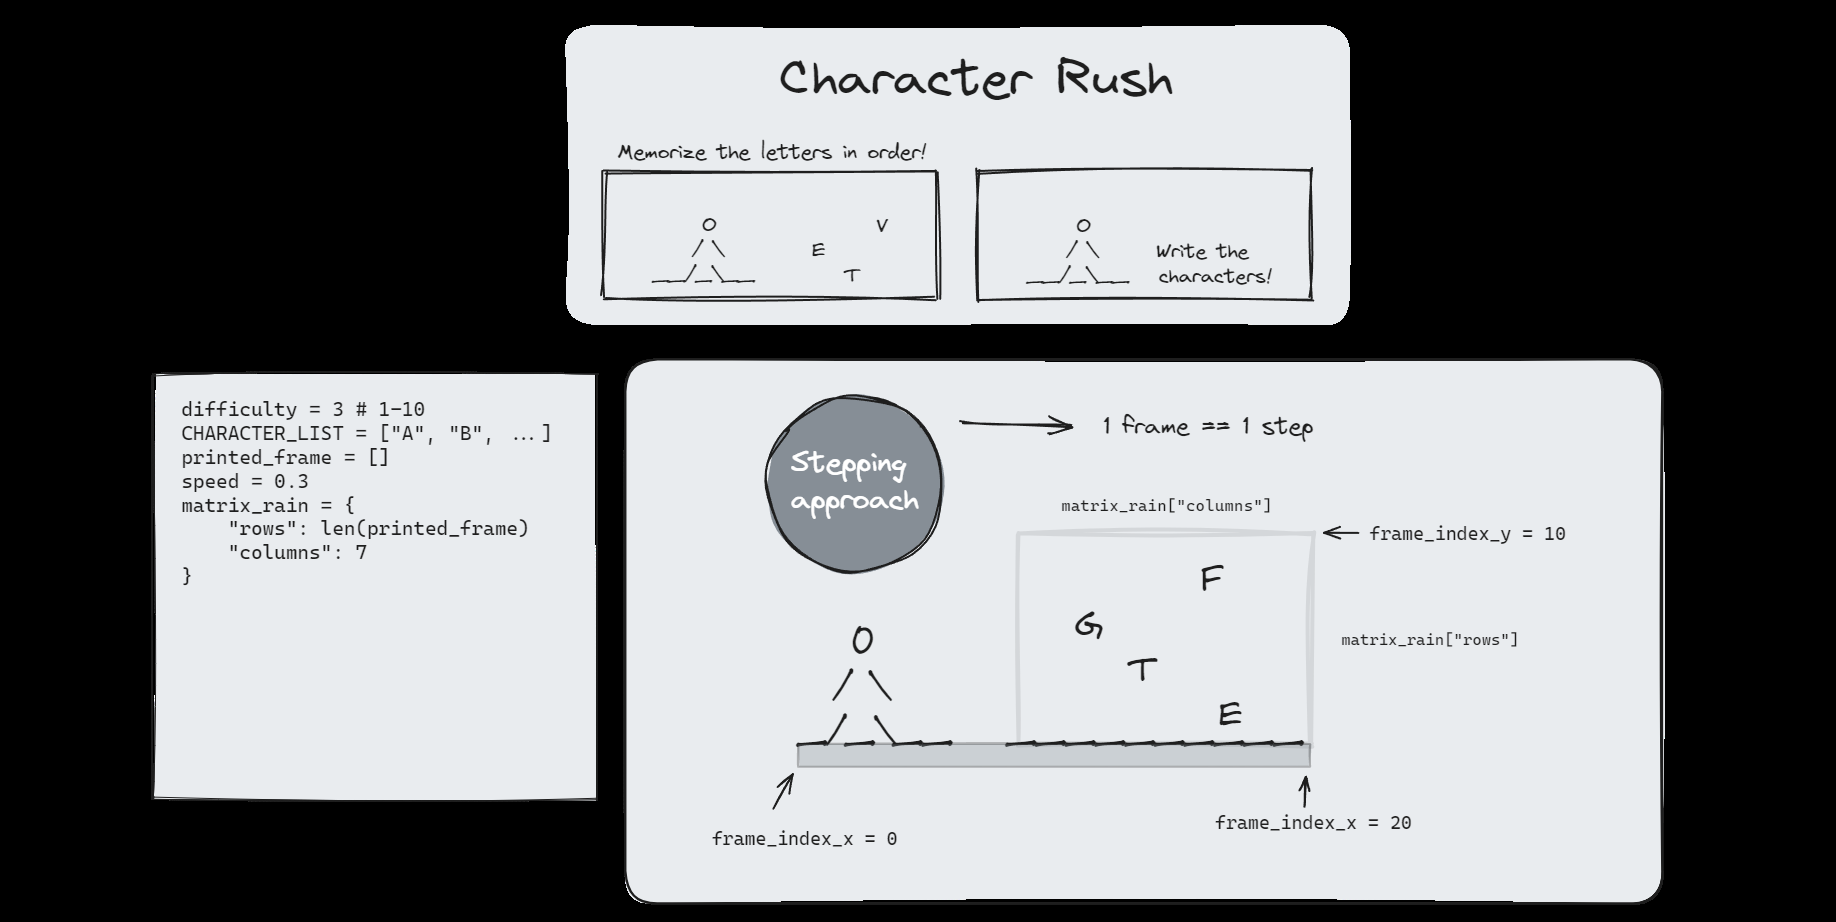 Character Rush
Memorize the letters in order!
O
V
E
T
O
Write the
characters!
difficulty = 3 # 1-10
CHARACTER_LIST = ["A", "B", ...]
printed_frame = []
speed = 0.3
matrix_rain = {
    "rows": len(printed_frame)
    "columns": 7
}
Stepping
approach
1 frame == 1 step
matrix_rain["columns"]
frame_index_y = 10
F
G
T
E
O
matrix_rain["rows"]
frame_index_x = 0
frame_index_x = 20